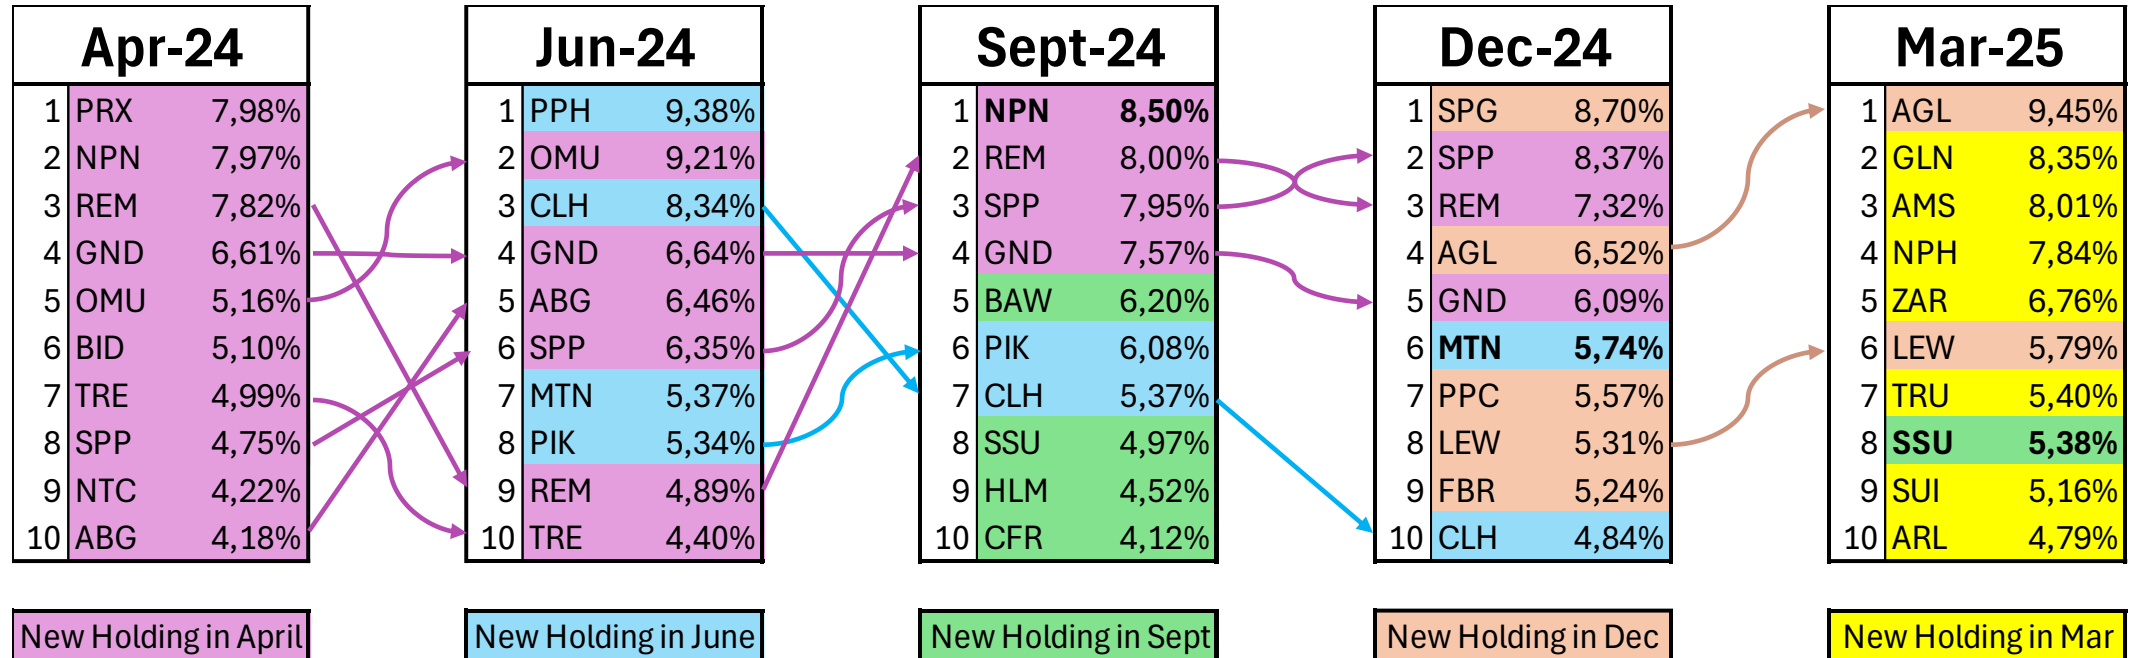 Apr-24
1 PRX 7,98%
2 NPN 7,97%
3 REM 7,82%
4 GND 6,61%
5 OMU 5,16%
6 BID 5,10%
7 TRE 4,99%
8 SPP 4,75%
9 NTC 4,22%
10 ABG 4,18%
New Holding in April
Jun-24
1 PPH 9,38%
2 OMU 9,21%
3 CLH 8,34%
4 GND 6,64%
5 ABG 6,46%
6 SPP 6,35%
7 MTN 5,37%
8 PIK 5,34%
9 REM 4,89%
10 TRE 4,40%
New Holding in June
Sept-24
1 NPN 8,50%
2 REM 8,00%
3 SPP 7,95%
4 GND 7,57%
5 BAW 6,20%
6 PIK 6,08%
7 CLH 5,37%
8 SSU 4,97%
9 HLM 4,52%
10 CFR 4,12%
New Holding in Sept
Dec-24
1 SPG 8,70%
2 SPP 8,37%
3 REM 7,32%
4 AGL 6,52%
5 GND 6,09%
6 MTN 5,74%
7 PPC 5,57%
8 LEW 5,31%
9 FBR 5,24%
10 CLH 4,84%
New Holding in Dec
Mar-25
1 AGL 9,45%
2 GLN 8,35%
3 AMS 8,01%
4 NPH 7,84%
5 ZAR 6,76%
6 LEW 5,79%
7 TRU 5,40%
8 SSU 5,38%
9 SUI 5,16%
10 ARL 4,79%
New Holding in Mar